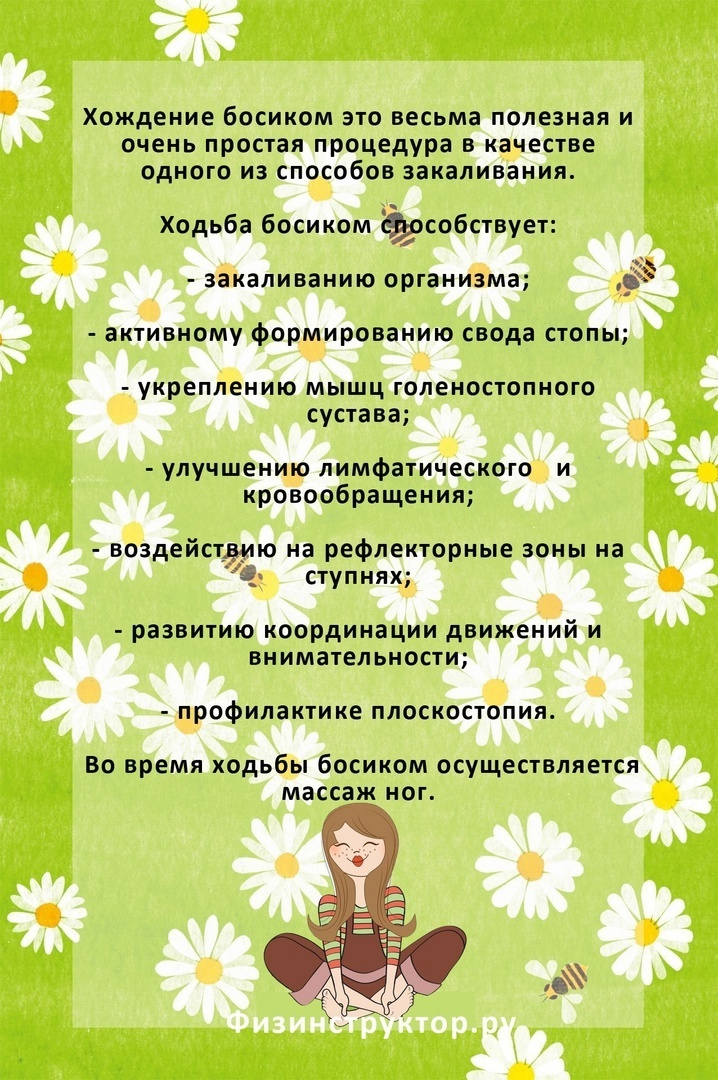 Хождение босиком это весьма полезная и
очень простая процедура в качестве
одного из способов закаливания.
Ходьба босиком способствует:
- закаливанию организма;
- активному формированию свода стопы;
- укреплению мышц голеностопного
сустава;
- улучшению лимфатического и
кровообращения;
- воздействию на рефлекторные зоны на
ступнях;
- развитию координации движений и
внимательности;
- профилактике плоскостопия.
Во время ходьбы босиком осуществляется
массаж ног.
Физинструктор.ру